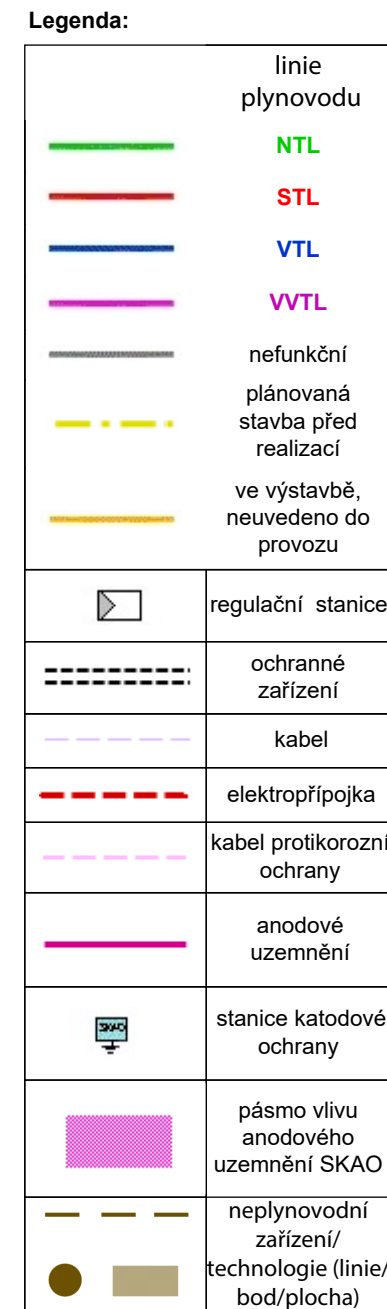 Legenda:
linie
plynovodu
NTL
STL
VTL
VVTL
nefunkční
plánovaná
stavba před
realizací
ve výstavbě,
neuvedeno do
provozu
regulační stanice
ochranné
zařízení
kabel
elektropřípojka
kabel protikorozní
ochrany
anodové
uzemnění
SKAO
stanice katodové
ochrany
pásmo vlivu
anodového
uzemnění SKAO
neplynovodní
zařízení/
technologie (linie/
bod/plocha)